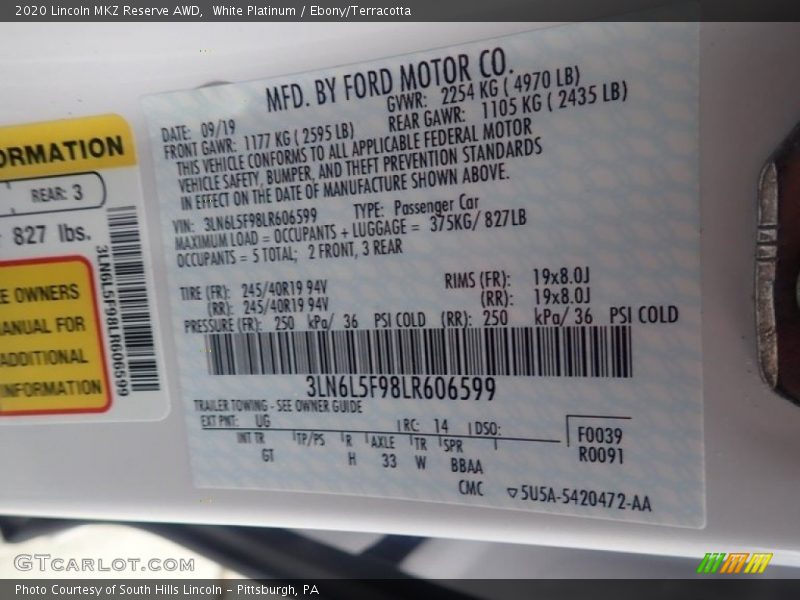 2020 Lincoln MKZ Reserve AWD,  White Platinum / Ebony/Terracotta
ORMATION
REAR: 3
827 lbs.
E OWNERS
ANUAL FOR
ADDITIONAL
INFORMATION
3LN6L5F98LR606599
MFD. BY FORD MOTOR CO.
DATE: 09/19 GVWR: 2254 KG ( 4970 LB)
FRONT GAWR: 1177 KG ( 2595 LB) REAR GAWR: 1105 KG ( 2435 LB)
THIS VEHICLE CONFORMS TO ALL APPLICABLE FEDERAL MOTOR
VEHICLE SAFETY, BUMPER, AND THEFT PREVENTION STANDARDS
IN EFFECT ON THE DATE OF MANUFACTURE SHOWN ABOVE.
VIN: 3LN6L5F98LR606599 TYPE: Passenger Car
MAXIMUM LOAD = OCCUPANTS + LUGGAGE = 375KG/ 827LB
OCCUPANTS = 5 TOTAL; 2 FRONT, 3 REAR
TIRE (FR): 245/40R19 94V RIMS (FR): 19x8.0J
(RR): 245/40R19 94V (RR): 19x8.0J
PRESSURE (FR): 250 kPa/ 36 PSI COLD (RR): 250 kPa/ 36 PSI COLD
3LN6L5F98LR606599
TRAILER TOWING - SEE OWNER GUIDE
EXT PNT: UG RC: 14 DSO: F0039
INT TR TP/PS R AXLE TR SPR R0091
GT H 33 W BBAA
CMC ▽5U5A-5420472-AA
GTCARLOT.COM
Photo Courtesy of South Hills Lincoln - Pittsburgh, PA